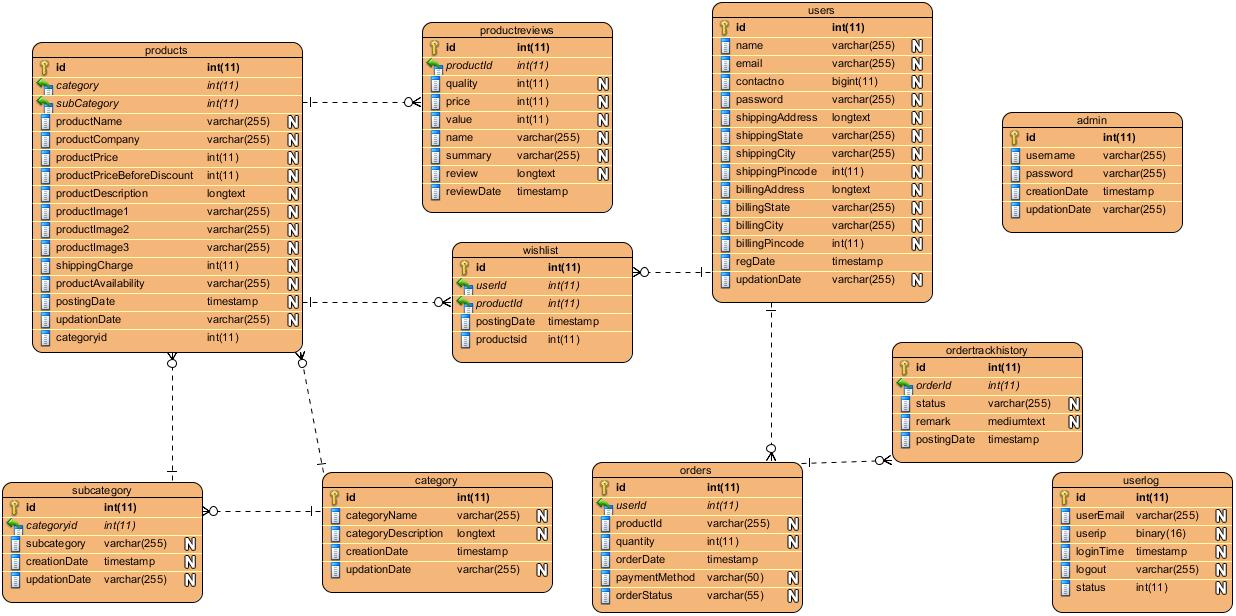 products
id int(11)
category int(11)
subCategory int(11)
productName varchar(255) N
productCompany varchar(255) N
productPrice int(11) N
productPriceBeforeDiscount int(11) N
productDescription longtext N
productImage1 varchar(255) N
productImage2 varchar(255) N
productImage3 varchar(255) N
shippingCharge int(11) N
productAvailability varchar(255) N
postingDate timestamp N
updationDate varchar(255) N
categoryid int(11)
productreviews
id int(11)
productId int(11)
quality int(11) N
price int(11) N
value int(11) N
name varchar(255) N
summary varchar(255) N
review longtext N
reviewDate timestamp
users
id int(11)
name varchar(255) N
email varchar(255) N
contactno bigint(11) N
password varchar(255) N
shippingAddress longtext N
shippingState varchar(255) N
shippingCity varchar(255) N
shippingPincode int(11) N
billingAddress longtext N
billingState varchar(255) N
billingCity varchar(255) N
billingPincode int(11) N
regDate timestamp
updationDate varchar(255) N
admin
id int(11)
username varchar(255)
password varchar(255)
creationDate timestamp
updationDate varchar(255)
wishlist
id int(11)
userId int(11)
productId int(11)
postingDate timestamp
productsid int(11)
ordertrackhistory
id int(11)
orderId int(11)
status varchar(255) N
remark mediumtext N
postingDate timestamp
subcategory
id int(11)
categoryid int(11)
subcategory varchar(255) N
creationDate timestamp N
updationDate varchar(255) N
category
id int(11)
categoryName varchar(255) N
categoryDescription longtext N
creationDate timestamp
updationDate varchar(255) N
orders
id int(11)
userId int(11)
productId varchar(255) N
quantity int(11) N
orderDate timestamp
paymentMethod varchar(50) N
orderStatus varchar(55) N
userlog
id int(11)
userEmail varchar(255) N
userip binary(16) N
loginTime timestamp N
logout varchar(255) N
status int(11) N